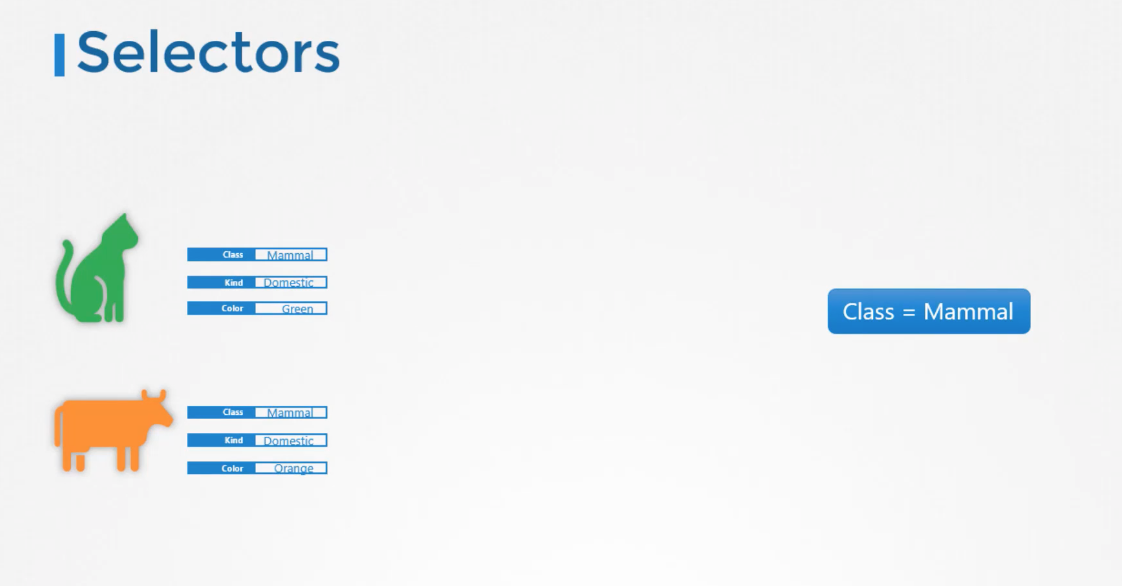 Selectors
Class Mammal
Kind Domestic
Color Green
Class = Mammal
Class Mammal
Kind Domestic
Color Orange